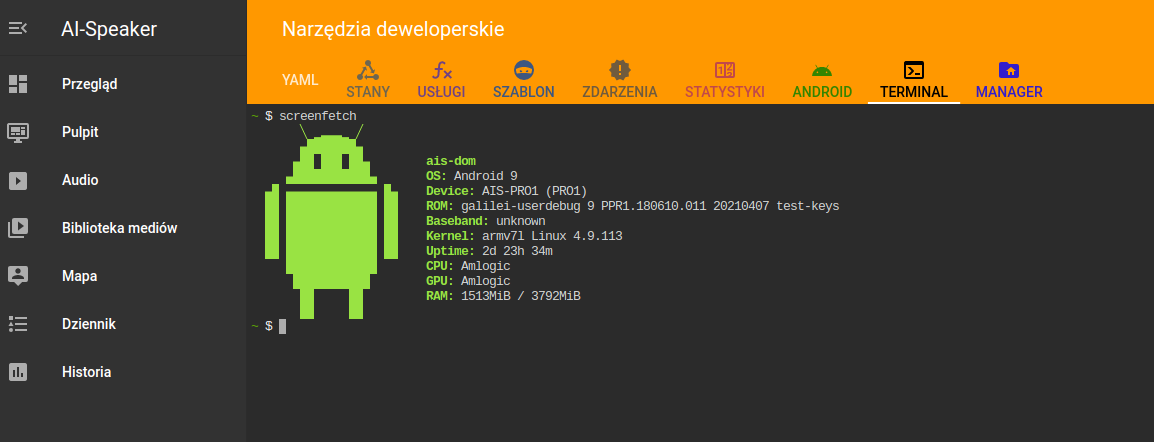 AI-Speaker
Przegląd
Pulpit
Audio
Biblioteka mediów
Mapa
Dziennik
Historia
Narzędzia deweloperskie
YAML STANY USŁUGI SZABLON ZDARZENIA STATYSTYKI ANDROID TERMINAL MANAGER
~ $ screenfetch
ais-dom
OS: Android 9
Device: AIS-PRO1 (PRO1)
ROM: galilei-userdebug 9 PPR1.180610.011 20210407 test-keys
Baseband: unknown
Kernel: armv7l Linux 4.9.113
Uptime: 2d 23h 34m
CPU: Amlogic
GPU: Amlogic
RAM: 1513MiB / 3792MiB
~ $